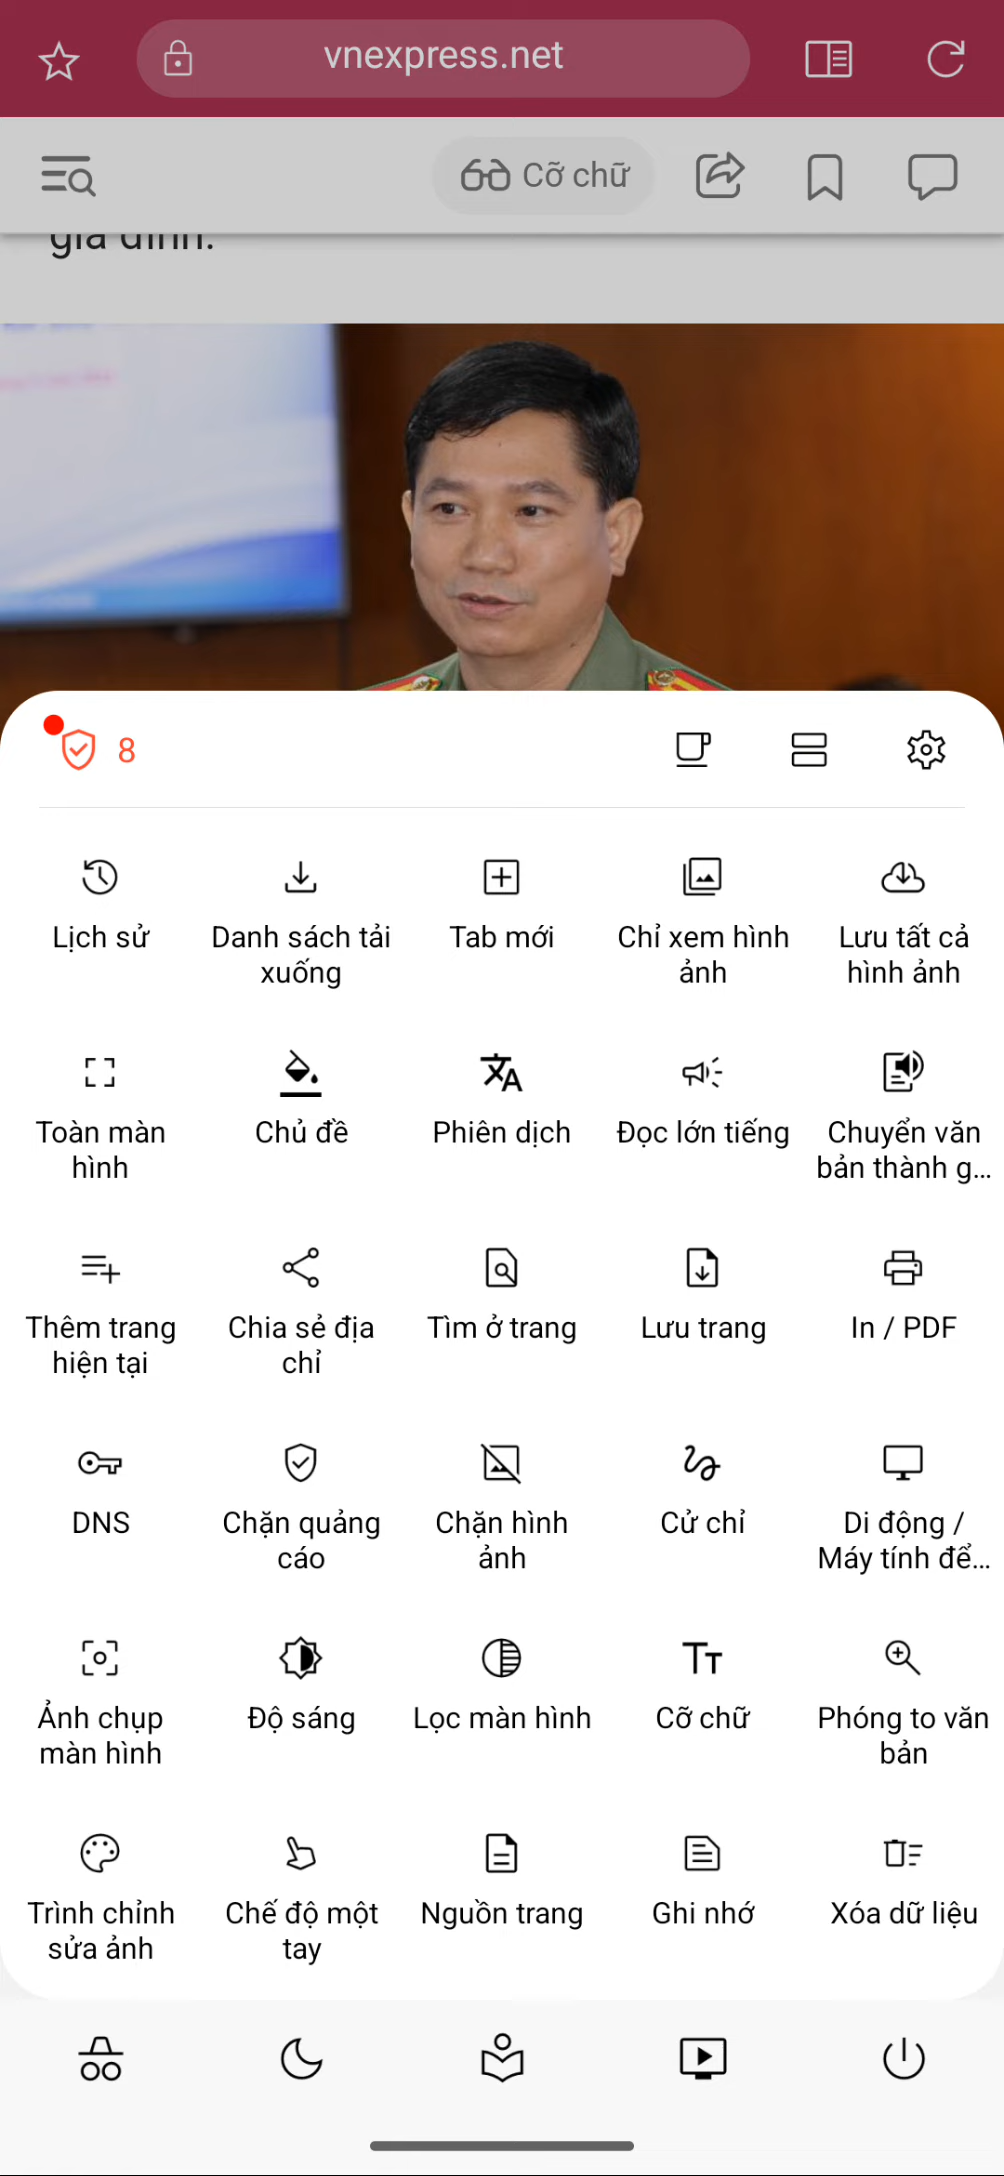 vnexpress.net
Cỡ chữ
gia đình.
8
Lịch sử
Danh sách tải
xuống
Tab mới
Chỉ xem hình
ảnh
Lưu tất cả
hình ảnh
Toàn màn
hình
Chủ đề
Phiên dịch
Đọc lớn tiếng
Chuyển văn
bản thành g...
Thêm trang
hiện tại
Chia sẻ địa
chỉ
Tìm ở trang
Lưu trang
In / PDF
DNS
Chặn quảng
cáo
Chặn hình
ảnh
Cử chỉ
Di động /
Máy tính để...
Ảnh chụp
màn hình
Độ sáng
Lọc màn hình
Tт
Cỡ chữ
Phóng to văn
bản
Trình chỉnh
sửa ảnh
Chế độ một
tay
Nguồn trang
Ghi nhớ
Xóa dữ liệu